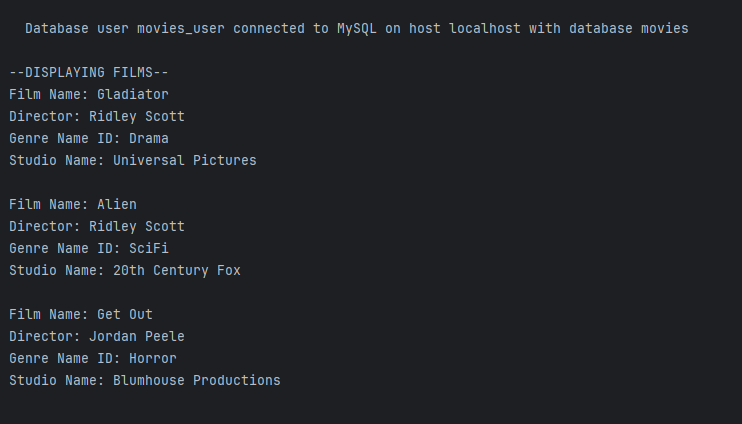 Database user movies_user connected to MySQL on host localhost with database movies
--DISPLAYING FILMS--
Film Name: Gladiator
Director: Ridley Scott
Genre Name ID: Drama
Studio Name: Universal Pictures
Film Name: Alien
Director: Ridley Scott
Genre Name ID: SciFi
Studio Name: 20th Century Fox
Film Name: Get Out
Director: Jordan Peele
Genre Name ID: Horror
Studio Name: Blumhouse Productions